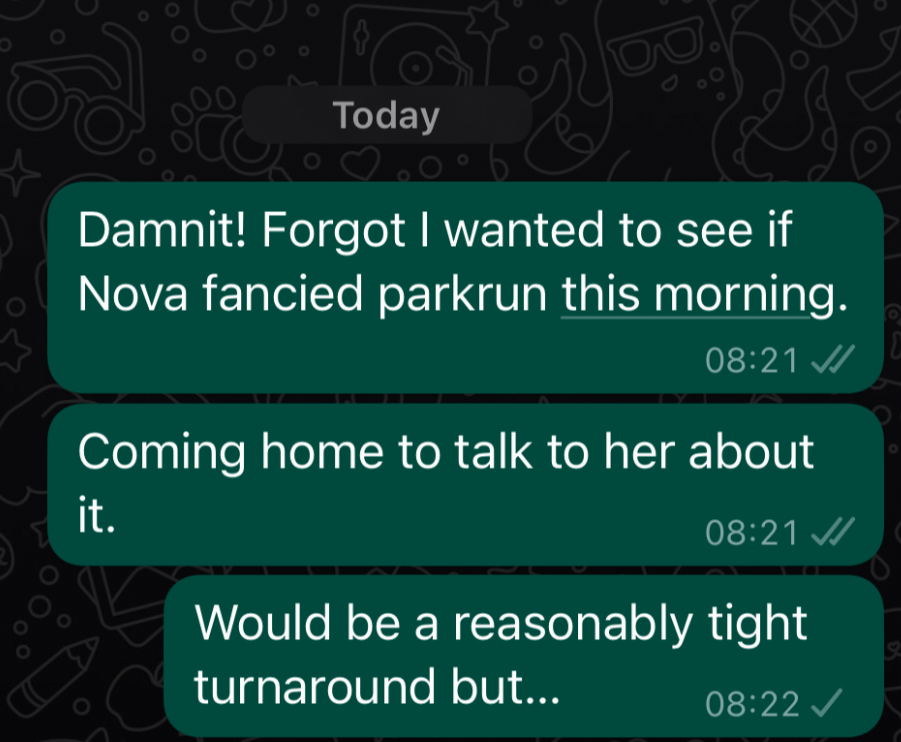 Today
Damnit! Forgot I wanted to see if
Nova fancied parkrun this morning.
08:21
Coming home to talk to her about
it.
08:21
Would be a reasonably tight
turnaround but...
08:22